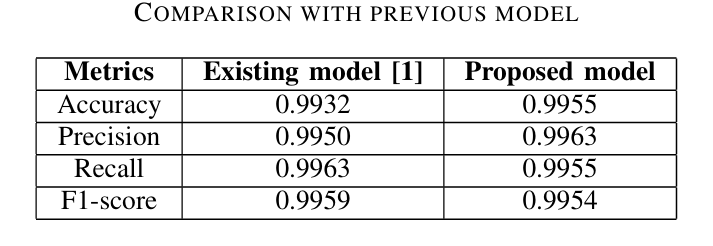 COMPARISON WITH PREVIOUS MODEL
Metrics Existing model [1] Proposed model
Accuracy 0.9932 0.9955
Precision 0.9950 0.9963
Recall 0.9963 0.9955
F1-score 0.9959 0.9954